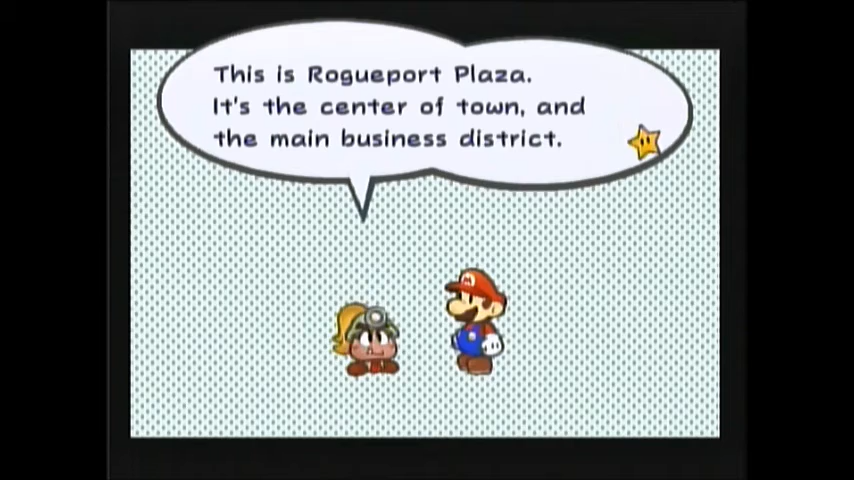 This is Rogueport Plaza.
It's the center of town, and
the main business district.